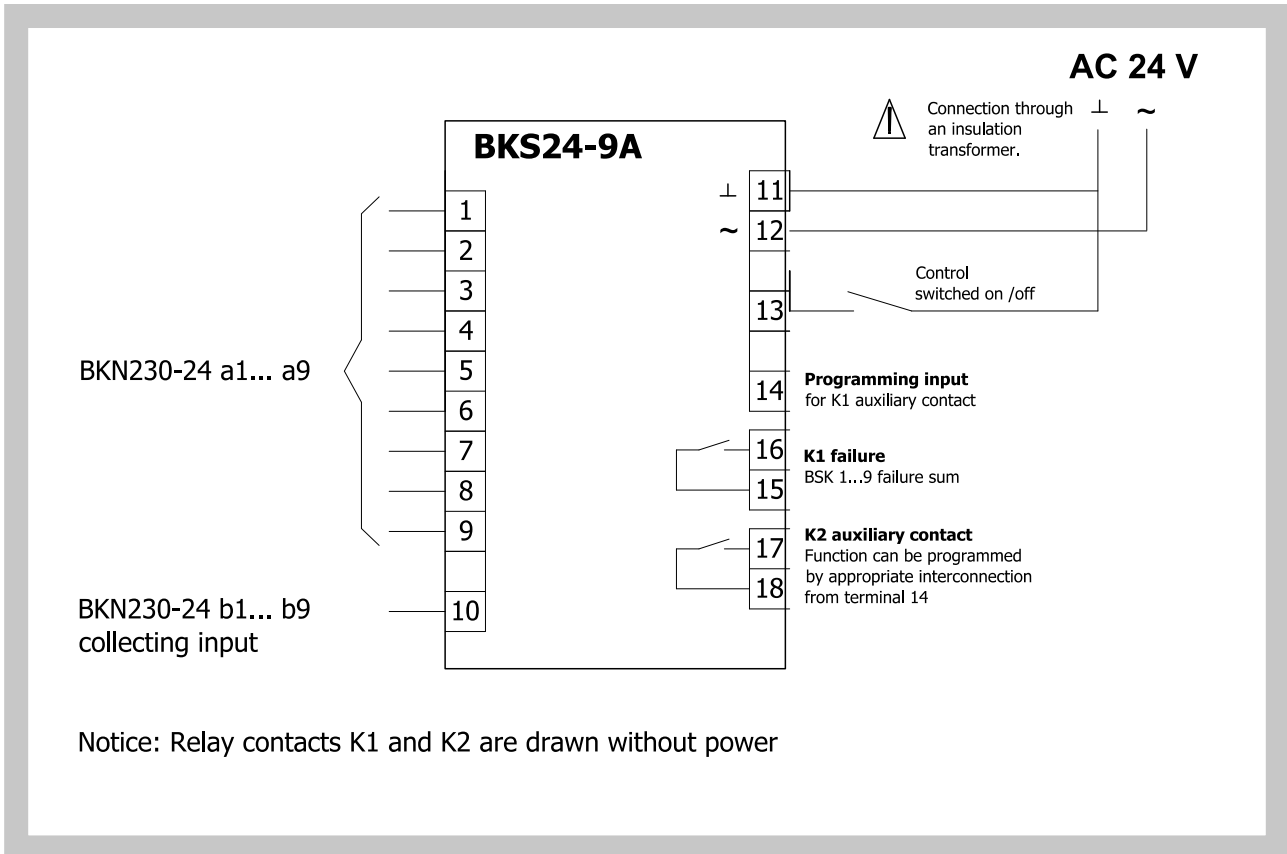 AC 24 V
Connection through
an insulation
transformer.
⊥ ~
BKS24-9A
1
2
3
4
5
6
7
8
9
10
BKN230-24 a1... a9
BKN230-24 b1... b9
collecting input
⊥ 11
~ 12
13
14
16
15
17
18
Control
switched on /off
Programming input
for K1 auxiliary contact
K1 failure
BSK 1...9 failure sum
K2 auxiliary contact
Function can be programmed
by appropriate interconnection
from terminal 14
Notice: Relay contacts K1 and K2 are drawn without power